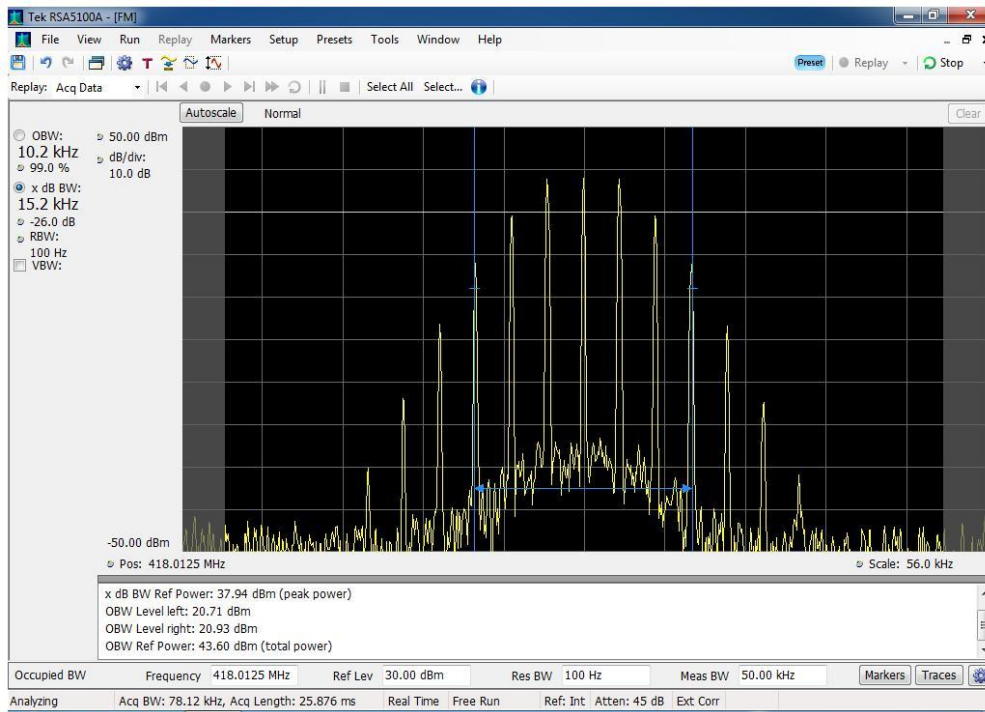 Tek RSA5100A - [FM]
File View Run Replay Markers Setup Presets Tools Window Help
T
Preset Replay Stop
Replay: Acq Data Select All Select...
Autoscale Normal Clear
OBW:
10.2 kHz
99.0 %
x dB BW:
15.2 kHz
-26.0 dB
RBW:
100 Hz
VBW:
50.00 dBm
dB/div:
10.0 dB
-50.00 dBm
Pos: 418.0125 MHz Scale: 56.0 kHz
x dB BW Ref Power: 37.94 dBm (peak power)
OBW Level left: 20.71 dBm
OBW Level right: 20.93 dBm
OBW Ref Power: 43.60 dBm (total power)
Occupied BW Frequency 418.0125 MHz Ref Lev 30.00 dBm Res BW 100 Hz Meas BW 50.00 kHz Markers Traces
Analyzing Acq BW: 78.12 kHz, Acq Length: 25.876 ms Real Time Free Run Ref: Int Atten: 45 dB Ext Corr